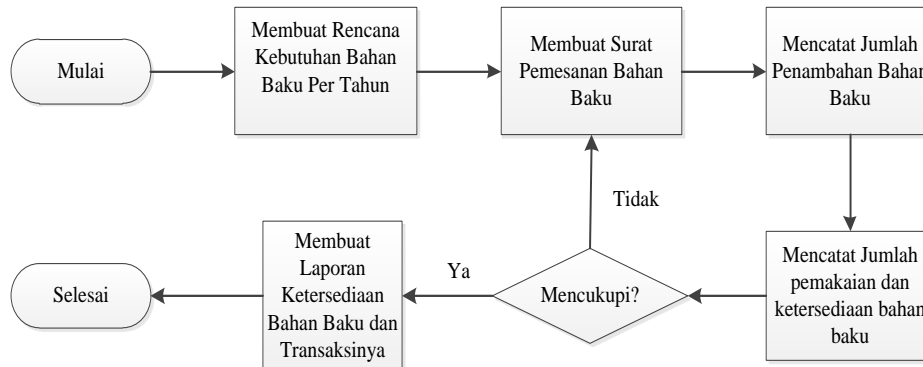 Mulai
Membuat Rencana
Kebutuhan Bahan
Baku Per Tahun
Membuat Surat
Pemesanan Bahan
Baku
Mencatat Jumlah
Penambahan Bahan
Baku
Tidak
Mencatat Jumlah
pemakaian dan
ketersediaan bahan
baku
Mencukupi?
Ya
Membuat
Laporan
Ketersediaan
Bahan Baku dan
Transaksinya
Selesai